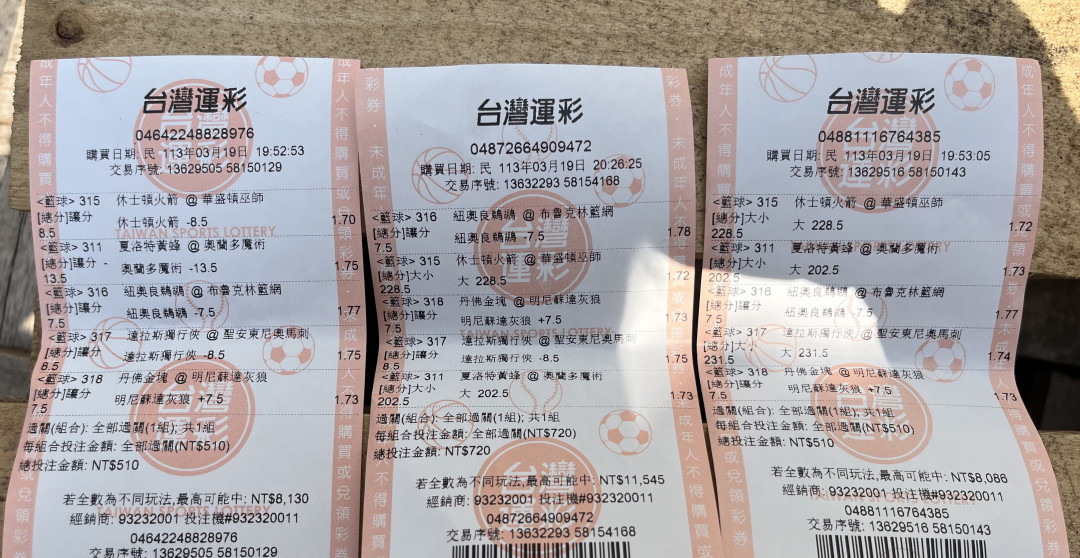 台灣運彩
04642248828976
購買日期: 民 113年03月19日 19:52:53
交易序號: 13629505 58150129
<籃球> 315 休士頓火箭 @ 華盛頓巫師
[總分]讓分 休士頓火箭 -8.5 1.70
8.5
TAIWAN SPORTS LOTTERY
<籃球> 311 夏洛特黃蜂 @ 奧蘭多魔術
[總分]讓分 - 奧蘭多魔術 -13.5 1.75
13.5
<籃球> 316 紐奧良鵜鶘 @ 布魯克林籃網
[總分]讓分 紐奧良鵜鶘 -7.5 1.77
7.5
<籃球> 317 達拉斯獨行俠 @ 聖安東尼奧馬刺
[總分]讓分 達拉斯獨行俠 -8.5 1.75
8.5
<籃球> 318 丹佛金塊 @ 明尼蘇達灰狼
[總分]讓分 明尼蘇達灰狼 +7.5 1.73
7.5
過關(組合): 全部過關(1組); 共1組
每組合投注金額: 全部過關(NT$510)
總投注金額: NT$510
若全數為不同玩法,最高可能中: NT$8,130
經銷商: 93232001 投注機#932320011
TAIWAN SPORTS LOTTERY
04642248828976
交易序號: 13629505 58150129
台灣運彩
04872664909472
購買日期: 民 113年03月19日 20:26:25
交易序號: 13632293 58154168
<籃球> 316 紐奧良鵜鶘 @ 布魯克林籃網
[總分]讓分 紐奧良鵜鶘 -7.5 1.78
7.5
<籃球> 315 休士頓火箭 @ 華盛頓巫師
[總分]大小 大 228.5 1.72
228.5
<籃球> 318 丹佛金塊 @ 明尼蘇達灰狼
[總分]讓分 明尼蘇達灰狼 +7.5 1.73
7.5
TAIWAN SPORTS LOTTERY
<籃球> 317 達拉斯獨行俠 @ 聖安東尼奧馬刺
[總分]讓分 達拉斯獨行俠 -8.5 1.75
8.5
<籃球> 311 夏洛特黃蜂 @ 奧蘭多魔術
[總分]大小 大 202.5 1.73
202.5
過關(組合): 全部過關(1組); 共1組
每組合投注金額: 全部過關(NT$720)
總投注金額: NT$720
若全數為不同玩法,最高可能中: NT$11,545
經銷商: 93232001 投注機#932320011
04872664909472
交易序號: 13632293 58154168
台灣運彩
04881116764385
購買日期: 民 113年03月19日 19:53:05
交易序號: 13629516 58150143
<籃球> 315 休士頓火箭 @ 華盛頓巫師
[總分]大小 大 228.5 1.72
228.5
<籃球> 311 夏洛特黃蜂 @ 奧蘭多魔術
[總分]大小 大 202.5 1.73
202.5
<籃球> 316 紐奧良鵜鶘 @ 布魯克林籃網
[總分]讓分 紐奧良鵜鶘 -7.5 1.77
7.5
<籃球> 317 達拉斯獨行俠 @ 聖安東尼奧馬刺
[總分]大小 大 231.5 1.74
231.5
<籃球> 318 丹佛金塊 @ 明尼蘇達灰狼
[總分]讓分 明尼蘇達灰狼 +7.5 1.73
7.5
過關(組合): 全部過關(1組); 共1組
每組合投注金額: 全部過關(NT$510)
總投注金額: NT$510
若全數為不同玩法,最高可能中: NT$8,086
經銷商: 93232001 投注機#932320011
04881116764385
交易序號: 13629516 58150143